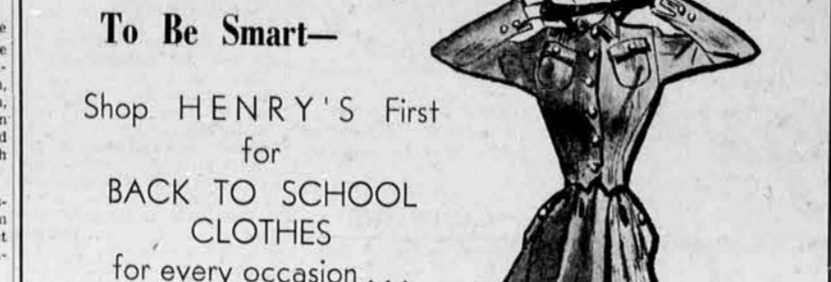 To Be Smart—
Shop HENRY'S First
for
BACK TO SCHOOL
CLOTHES
for every occasion...